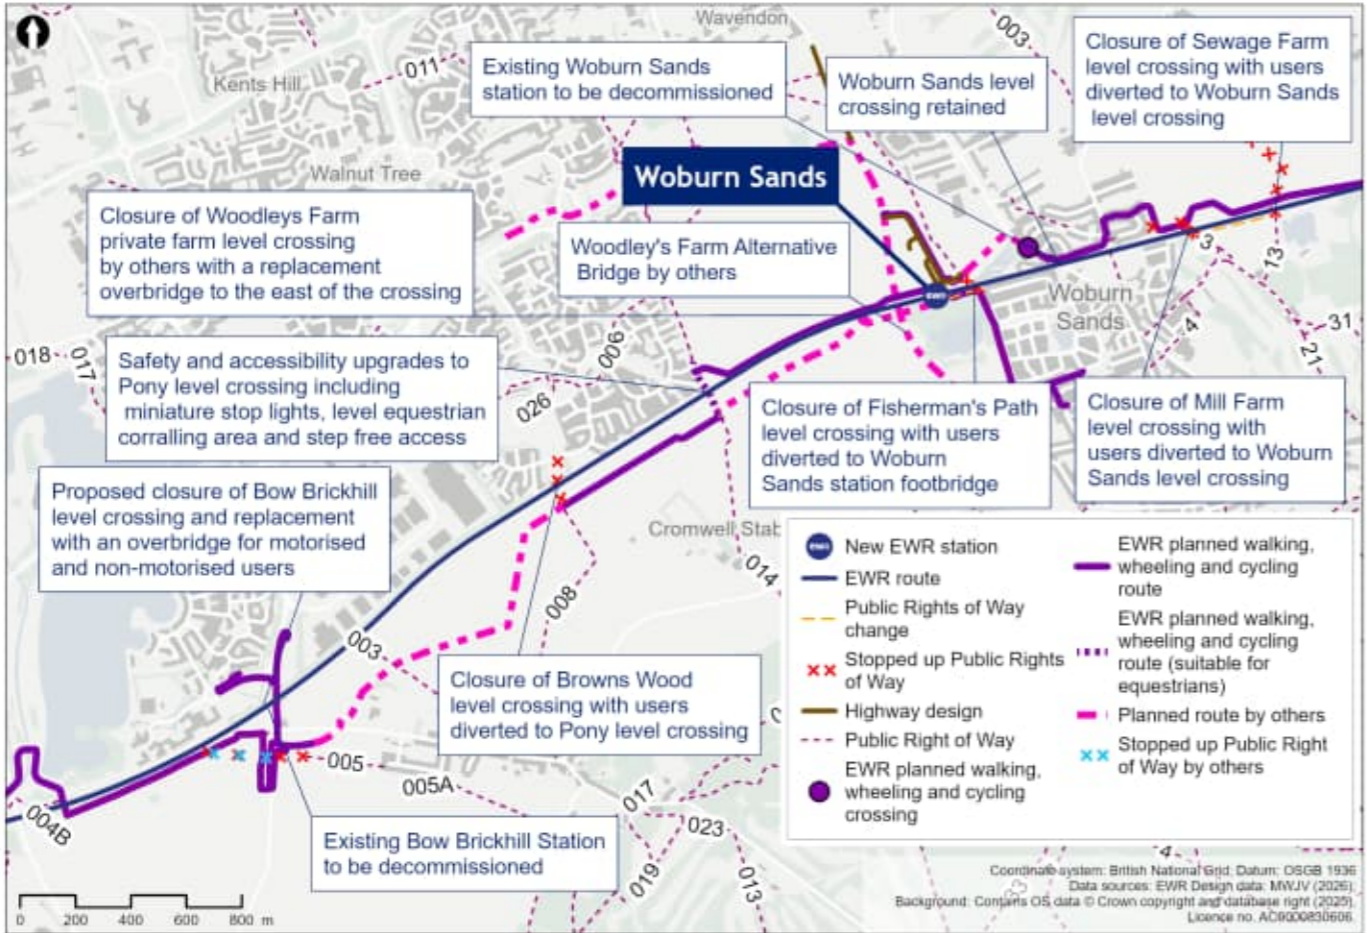 Wavendon
003
011
Kents Hill
Existing Woburn Sands
station to be decommissioned
Woburn Sands level
crossing retained
Closure of Sewage Farm
level crossing with users
diverted to Woburn Sands
level crossing
Walnut Tree
Woburn Sands
Closure of Woodleys Farm
private farm level crossing
by others with a replacement
overbridge to the east of the crossing
Woodley's Farm Alternative
Bridge by others
3
13
EWR
Woburn
Sands
4
31
21
018
017
006
026
Safety and accessibility upgrades to
Pony level crossing including
miniature stop lights, level equestrian
corralling area and step free access
Closure of Fisherman's Path
level crossing with users
diverted to Woburn
Sands station footbridge
Closure of Mill Farm
level crossing with
users diverted to Woburn
Sands level crossing
Proposed closure of Bow Brickhill
level crossing and replacement
with an overbridge for motorised
and non-motorised users
Cromwell Stab
014
008
003
Closure of Browns Wood
level crossing with users
diverted to Pony level crossing
EWR
New EWR station
EWR route
Public Rights of Way
change
Stopped up Public Rights
of Way
Highway design
Public Right of Way
EWR planned walking,
wheeling and cycling
crossing
EWR planned walking,
wheeling and cycling
route
EWR planned walking,
wheeling and cycling
route (suitable for
equestrians)
Planned route by others
Stopped up Public Right
of Way by others
005
005A
004B
017
023
019
013
4
Existing Bow Brickhill Station
to be decommissioned
0 200 400 600 800 m
Coordinate system: British National Grid; Datum: OSGB 1936
Data sources: EWR Design data: MWJV (2026);
Background: Contains OS data © Crown copyright and database right (2025),
Licence no. AC0000830606.